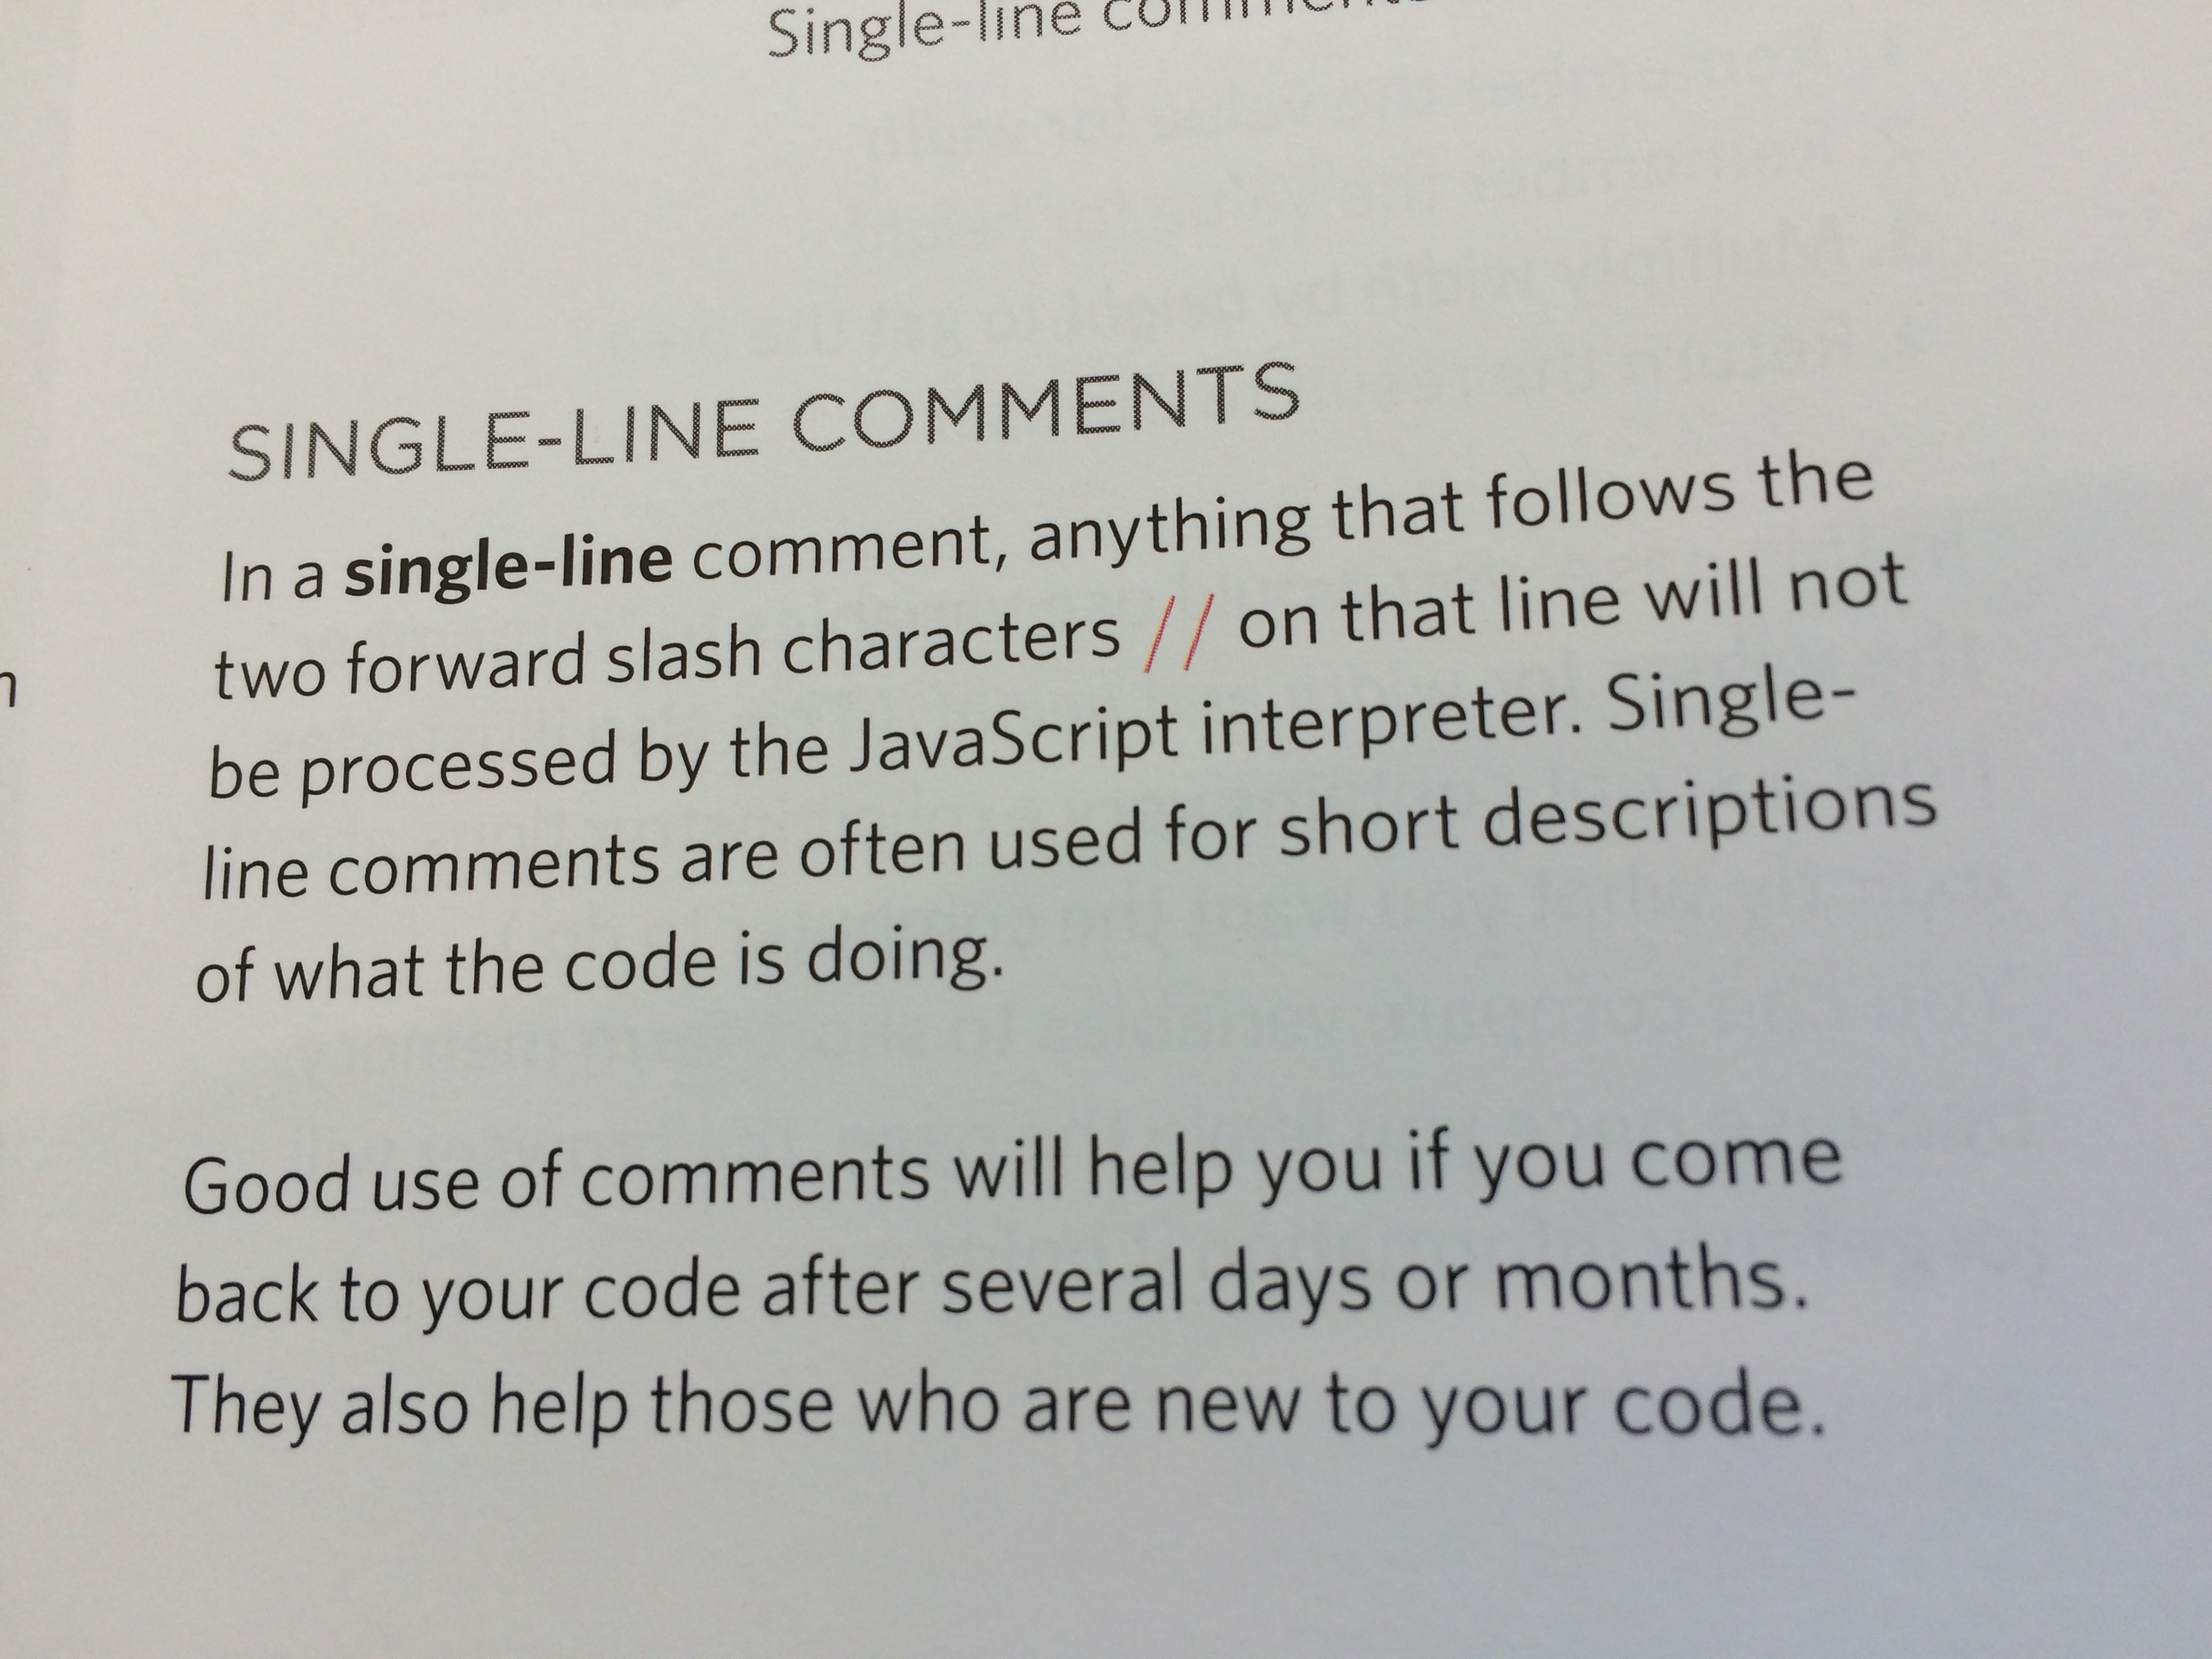 Single-line comments
SINGLE-LINE COMMENTS
In a single-line comment, anything that follows the
two forward slash characters // on that line will not
be processed by the JavaScript interpreter. Single-
line comments are often used for short descriptions
of what the code is doing.
Good use of comments will help you if you come
back to your code after several days or months.
They also help those who are new to your code.